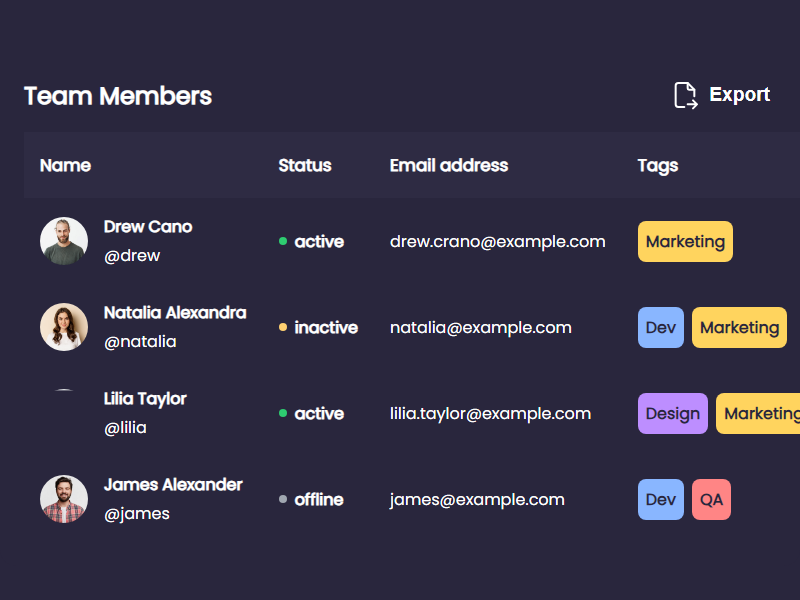 Team Members
Export
Name Status Email address Tags
Drew Cano
@drew
active drew.crano@example.com Marketing
Natalia Alexandra
@natalia
inactive natalia@example.com Dev Marketing
Lilia Taylor
@lilia
active lilia.taylor@example.com Design Marketing
James Alexander
@james
offline james@example.com Dev QA